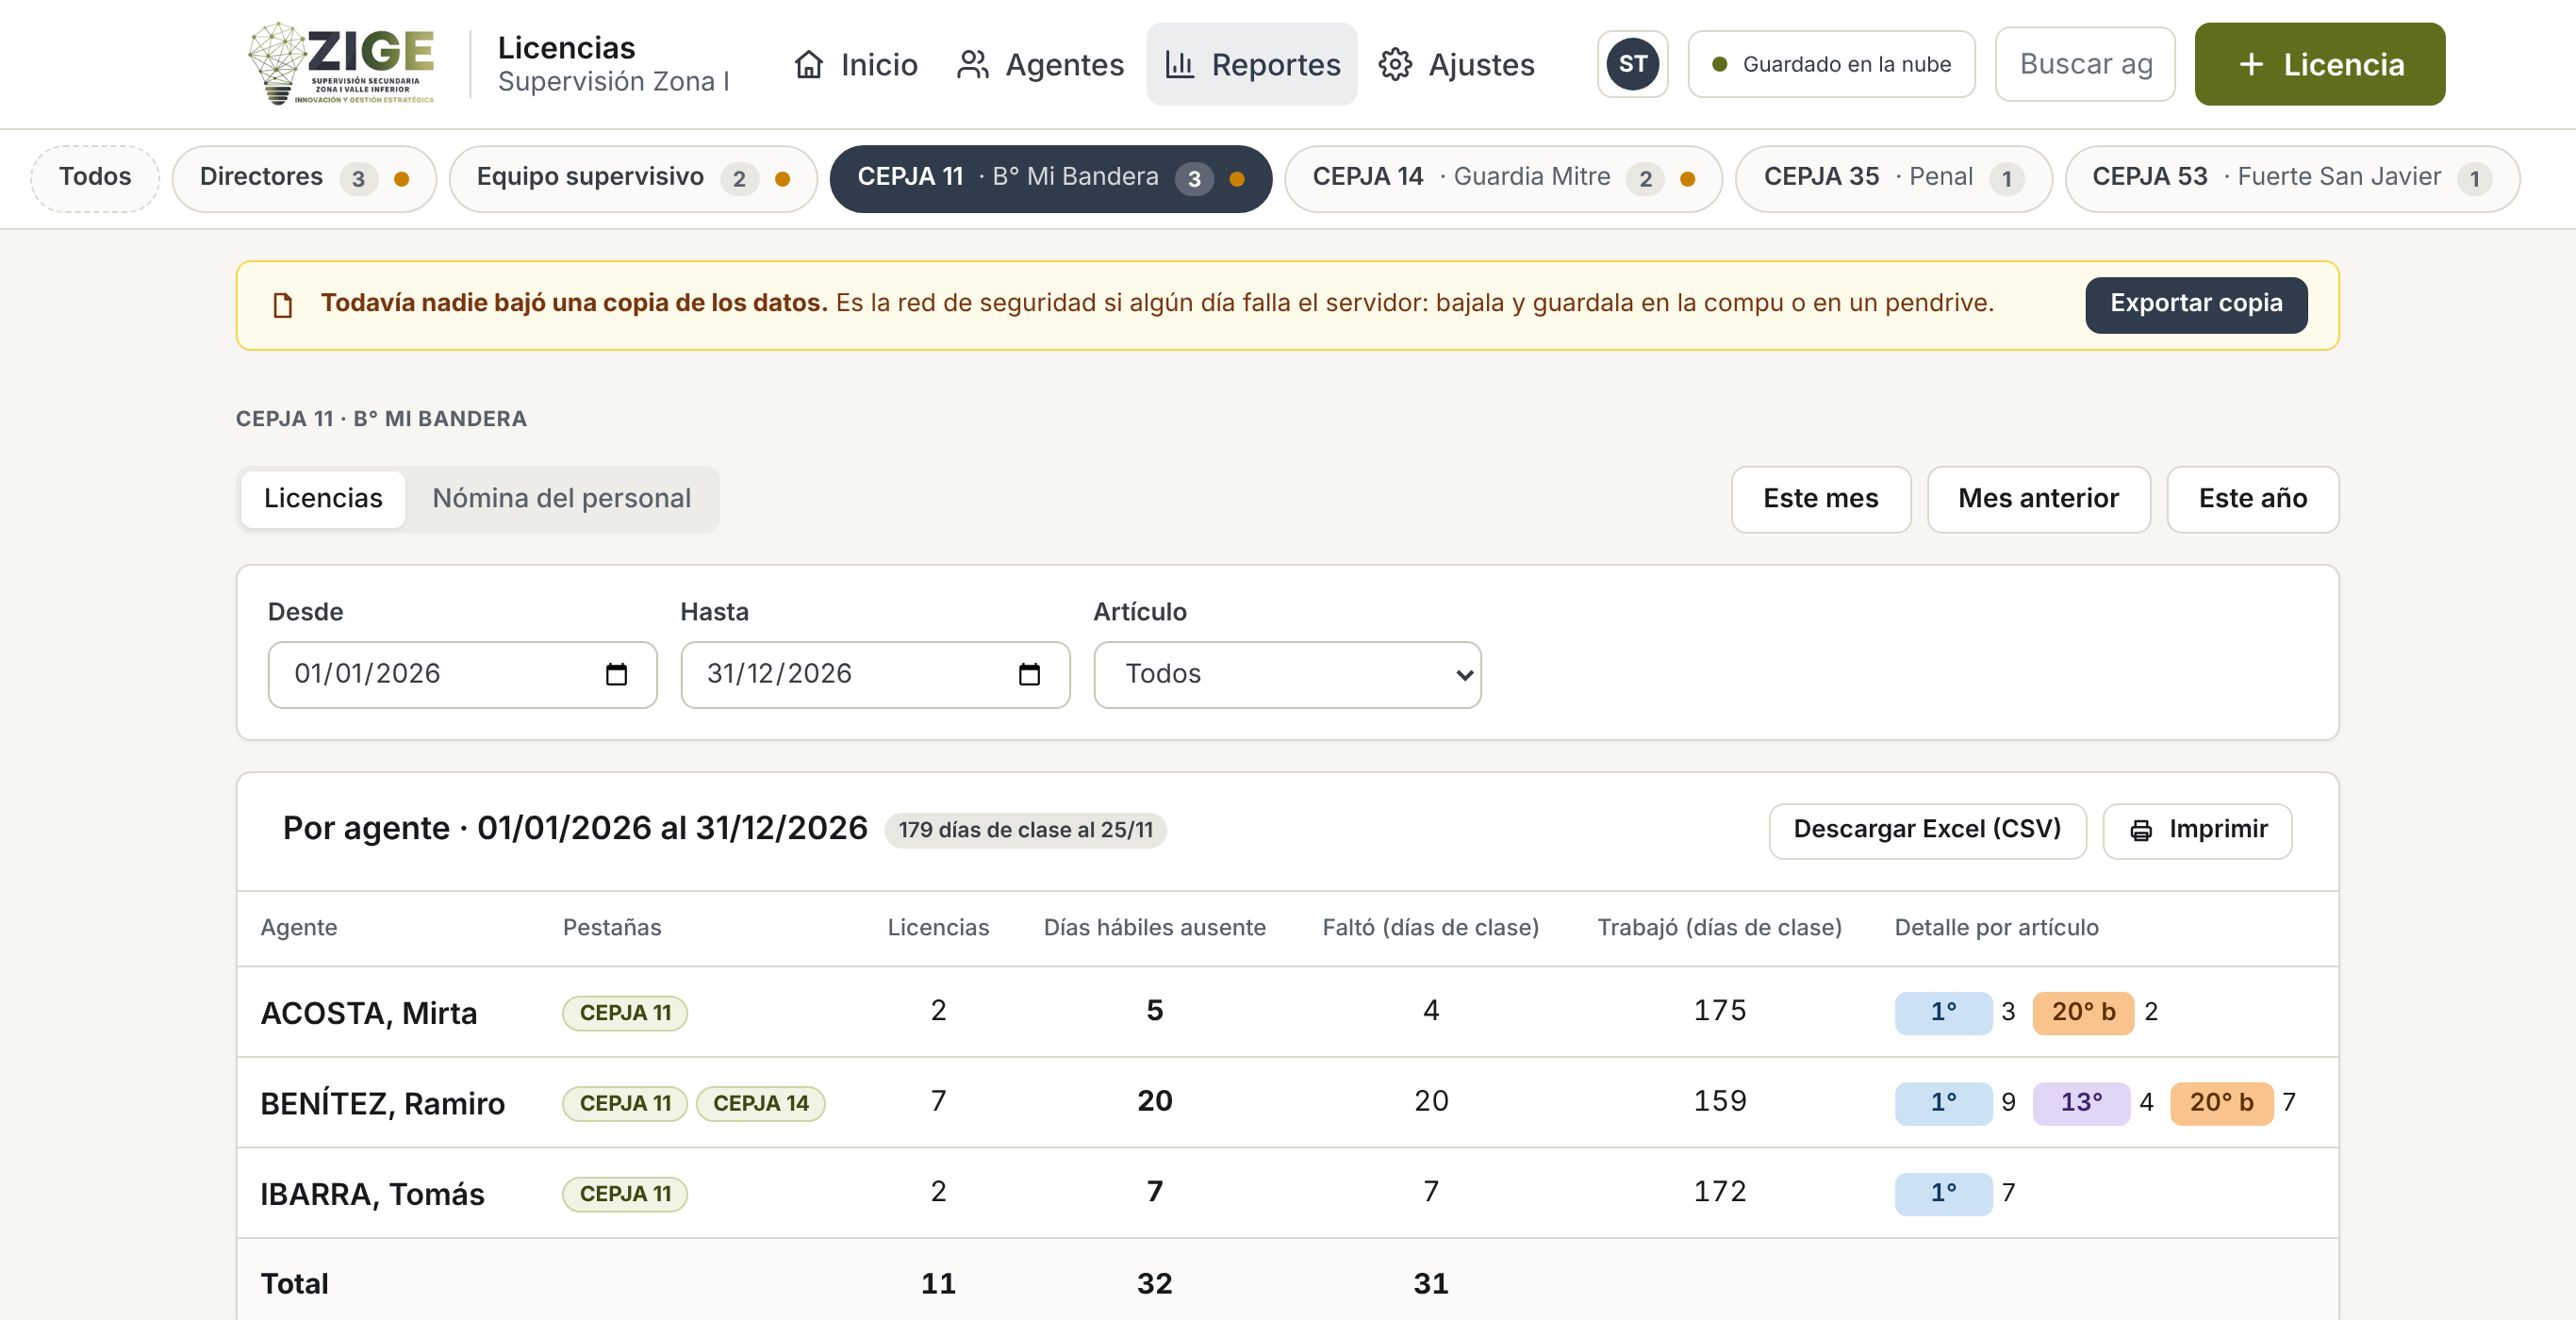 ZIGE
SUPERVISIÓN SECUNDARIA
ZONA I VALLE INFERIOR
INNOVACIÓN Y GESTIÓN ESTRATÉGICA
Licencias
Supervisión Zona I
Inicio
Agentes
Reportes
Ajustes
ST
Guardado en la nube
Buscar ag
+ Licencia
Todos
Directores 3
Equipo supervisivo 2
CEPJA 11 · B° Mi Bandera 3
CEPJA 14 · Guardia Mitre 2
CEPJA 35 · Penal 1
CEPJA 53 · Fuerte San Javier 1
Todavía nadie bajó una copia de los datos. Es la red de seguridad si algún día falla el servidor: bajala y guardala en la compu o en un pendrive.
Exportar copia
CEPJA 11 · B° MI BANDERA
Licencias
Nómina del personal
Este mes
Mes anterior
Este año
Desde Hasta Artículo
01/01/2026 31/12/2026 Todos
Por agente · 01/01/2026 al 31/12/2026 179 días de clase al 25/11
Descargar Excel (CSV)
Imprimir
Agente Pestañas Licencias Días hábiles ausente Faltó (días de clase) Trabajó (días de clase) Detalle por artículo
ACOSTA, Mirta CEPJA 11 2 5 4 175 1° 3 20° b 2
BENÍTEZ, Ramiro CEPJA 11 CEPJA 14 7 20 20 159 1° 9 13° 4 20° b 7
IBARRA, Tomás CEPJA 11 2 7 7 172 1° 7
Total 11 32 31